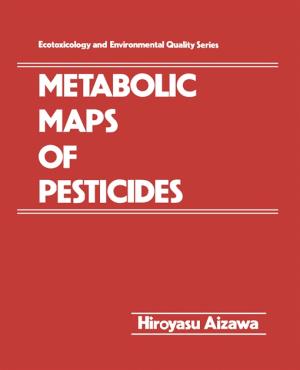 Ecotoxicology and Environmental Quality Series
METABOLIC
MAPS
OF
PESTICIDES
Hiroyasu Aizawa